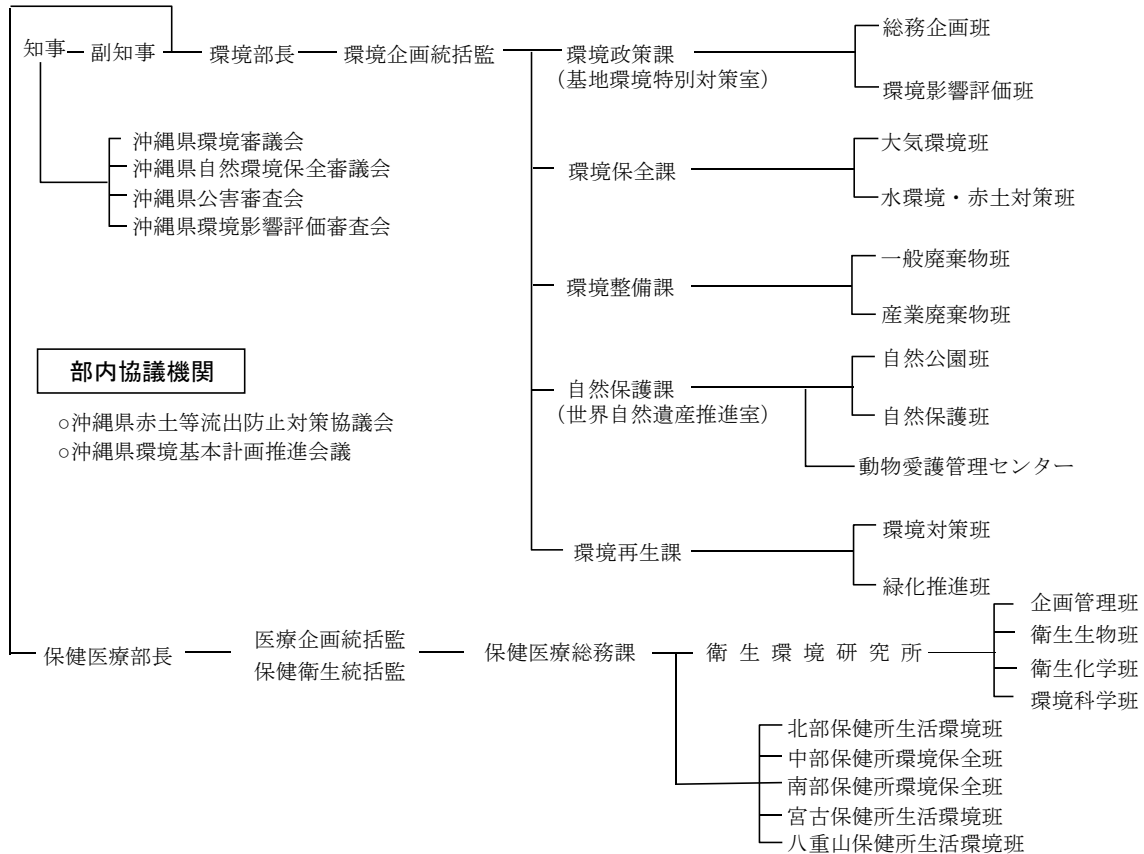 知事
副知事
環境部長
環境企画統括監
環境政策課
(基地環境特別対策室)
総務企画班
環境影響評価班
沖縄県環境審議会
沖縄県自然環境保全審議会
沖縄県公害審査会
沖縄県環境影響評価審査会
環境保全課
大気環境班
水環境・赤土対策班
環境整備課
一般廃棄物班
産業廃棄物班
部内協議機関
○沖縄県赤土等流出防止対策協議会
○沖縄県環境基本計画推進会議
自然保護課
(世界自然遺産推進室)
自然公園班
自然保護班
動物愛護管理センター
環境再生課
環境対策班
緑化推進班
保健医療部長
医療企画統括監
保健衛生統括監
保健医療総務課
衛生環境研究所
企画管理班
衛生生物班
衛生化学班
環境科学班
北部保健所生活環境班
中部保健所環境保全班
南部保健所環境保全班
宮古保健所生活環境班
八重山保健所生活環境班